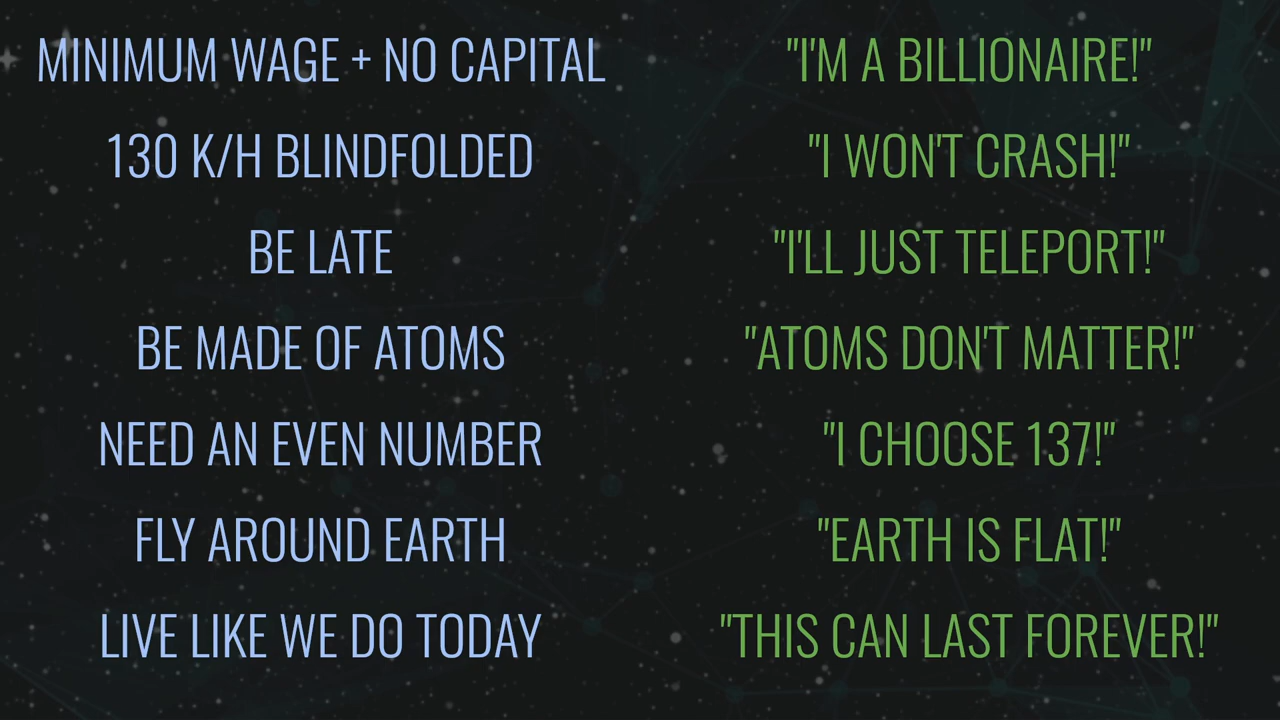 MINIMUM WAGE + NO CAPITAL
"I'M A BILLIONAIRE!"
130 K/H BLINDFOLDED
"I WON'T CRASH!"
BE LATE
"I'LL JUST TELEPORT!"
BE MADE OF ATOMS
"ATOMS DON'T MATTER!"
NEED AN EVEN NUMBER
"I CHOOSE 137!"
FLY AROUND EARTH
"EARTH IS FLAT!"
LIVE LIKE WE DO TODAY
"THIS CAN LAST FOREVER!"